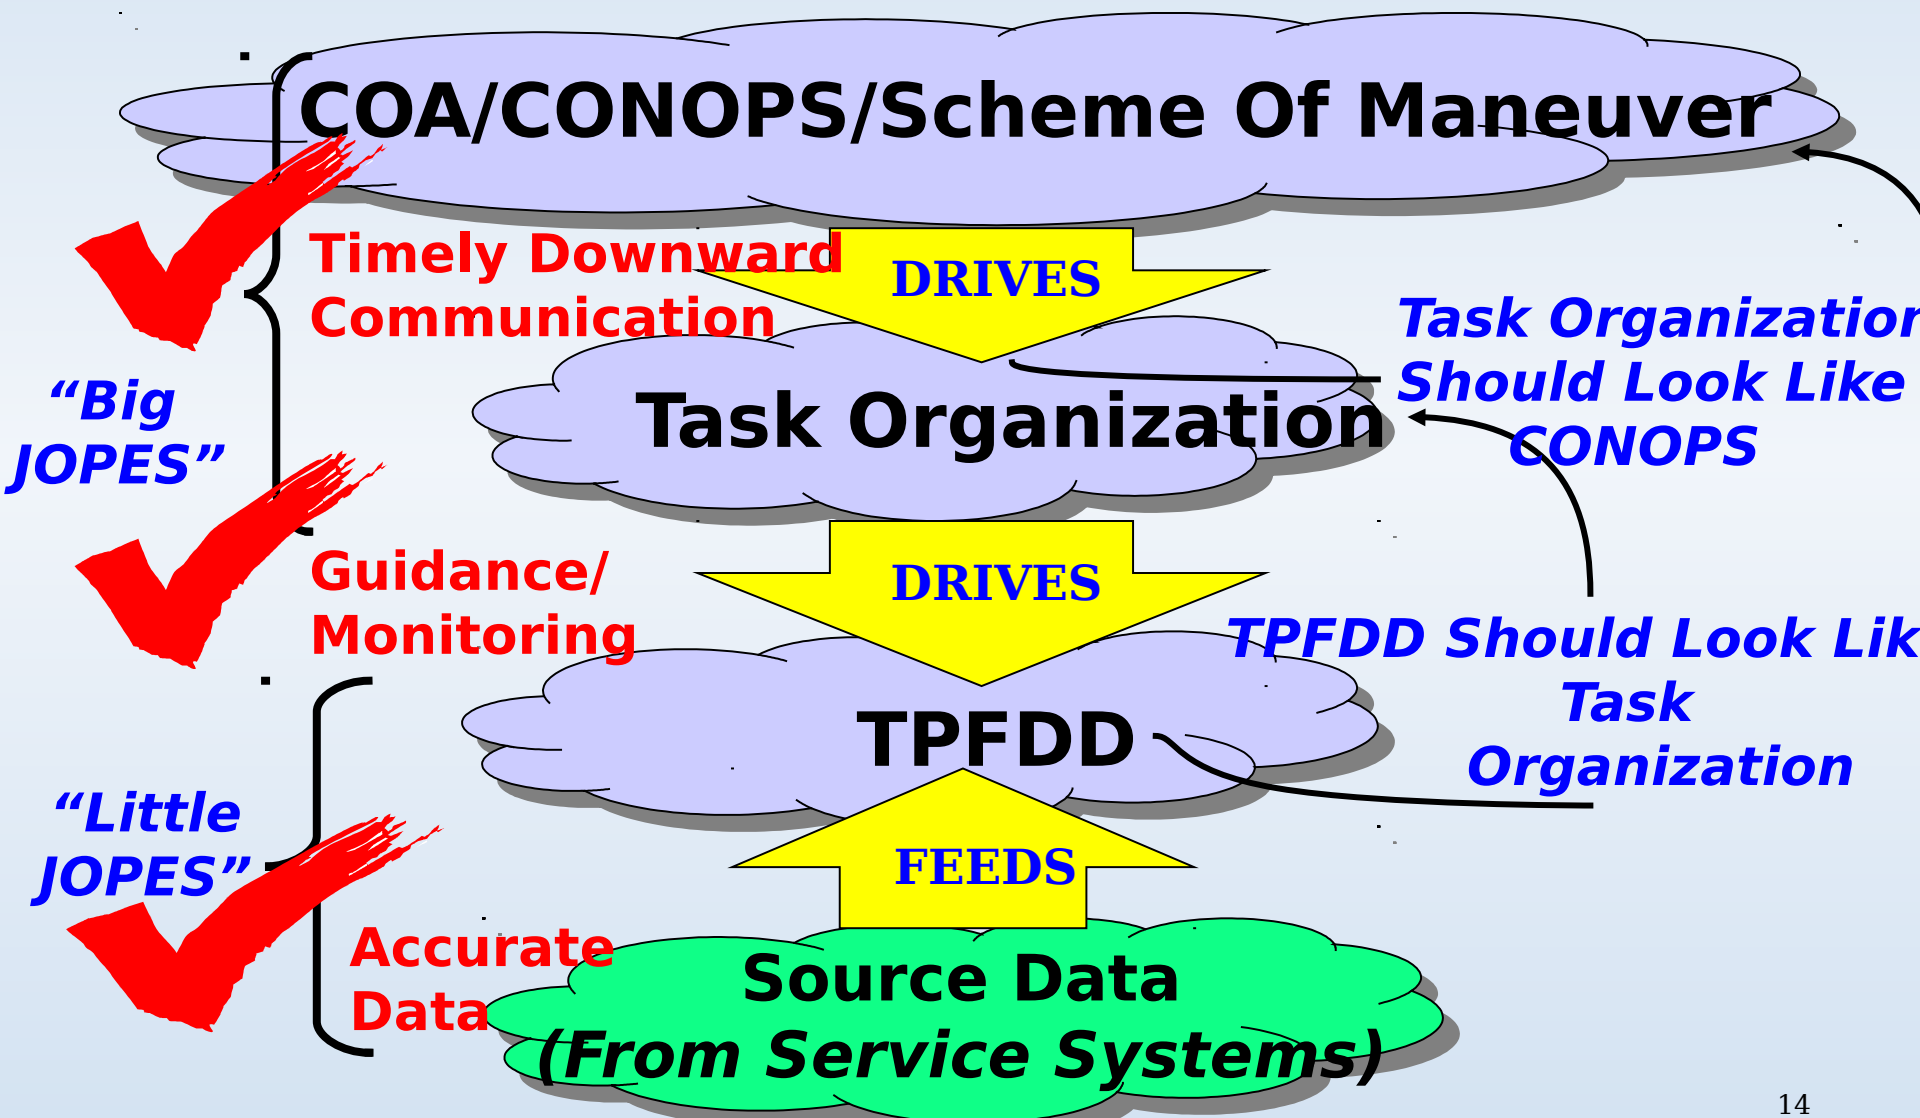 COA/CONOPS/Scheme Of Maneuver
Timely Downward
Communication
DRIVES
Task Organization
Should Look Like
CONOPS
“Big
JOPES”
Task Organization
Guidance/
Monitoring
DRIVES
TPFDD Should Look Lik
Task
Organization
TPFDD
“Little
JOPES”
FEEDS
Accurate
Data
Source Data
(From Service Systems)
14